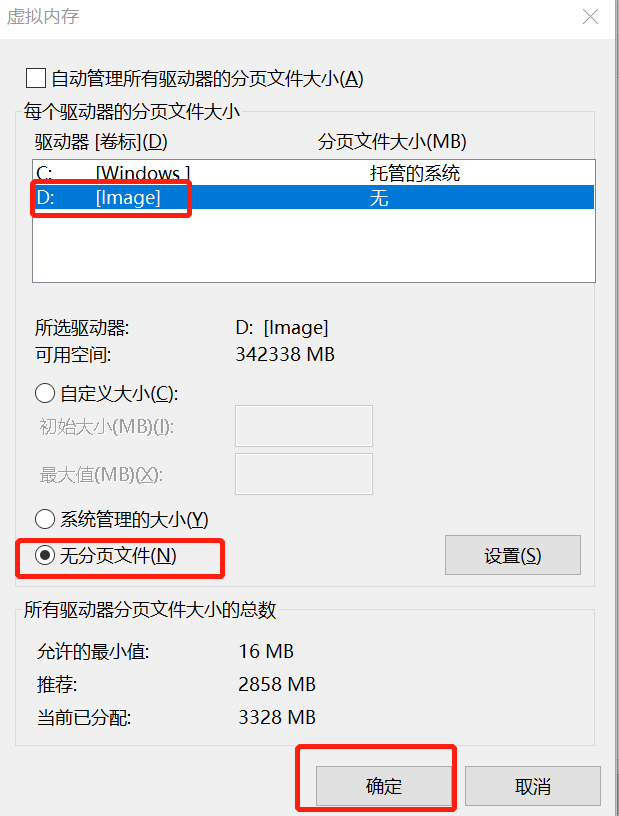 虚拟内存
自动管理所有驱动器的分页文件大小(A)
每个驱动器的分页文件大小
驱动器 [卷标](D) 分页文件大小(MB)
C: [Windows ] 托管的系统
D: [Image] 无
所选驱动器: D: [Image]
可用空间: 342338 MB
自定义大小(C):
初始大小(MB)(I):
最大值(MB)(X):
系统管理的大小(Y)
无分页文件(N) 设置(S)
所有驱动器分页文件大小的总数
允许的最小值: 16 MB
推荐: 2858 MB
当前已分配: 3328 MB
确定 取消